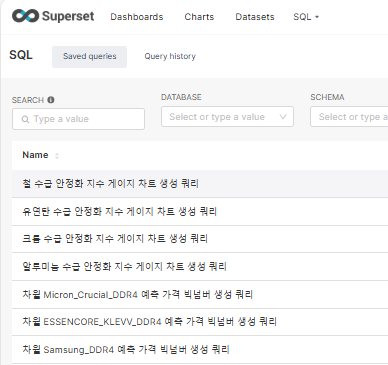 Superset Dashboards Charts Datasets SQL
SQL Saved queries Query history
SEARCH DATABASE SCHEMA
Type a value Select or type a value Select or type
Name
철 수급 안정화 지수 게이지 차트 생성 쿼리
유연탄 수급 안정화 지수 게이지 차트 생성 쿼리
크롬 수급 안정화 지수 게이지 차트 생성 쿼리
알루미늄 수급 안정화 지수 게이지 차트 생성 쿼리
차월 Micron_Crucial_DDR4 예측 가격 빅넘버 생성 쿼리
차월 ESSENCORE_KLEVV_DDR4 예측 가격 빅넘버 생성 쿼리
차월 Samsung_DDR4 예측 가격 빅넘버 생성 쿼리